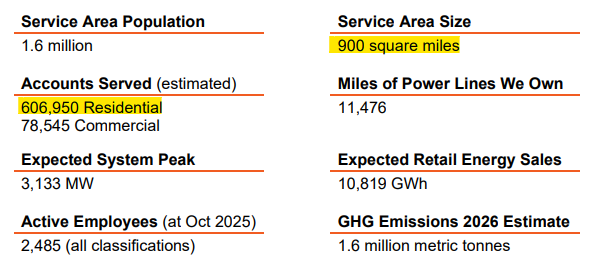 Service Area Population
1.6 million
Service Area Size
900 square miles
Accounts Served (estimated)
606,950 Residential
78,545 Commercial
Miles of Power Lines We Own
11,476
Expected System Peak
3,133 MW
Expected Retail Energy Sales
10,819 GWh
Active Employees (at Oct 2025)
2,485 (all classifications)
GHG Emissions 2026 Estimate
1.6 million metric tonnes